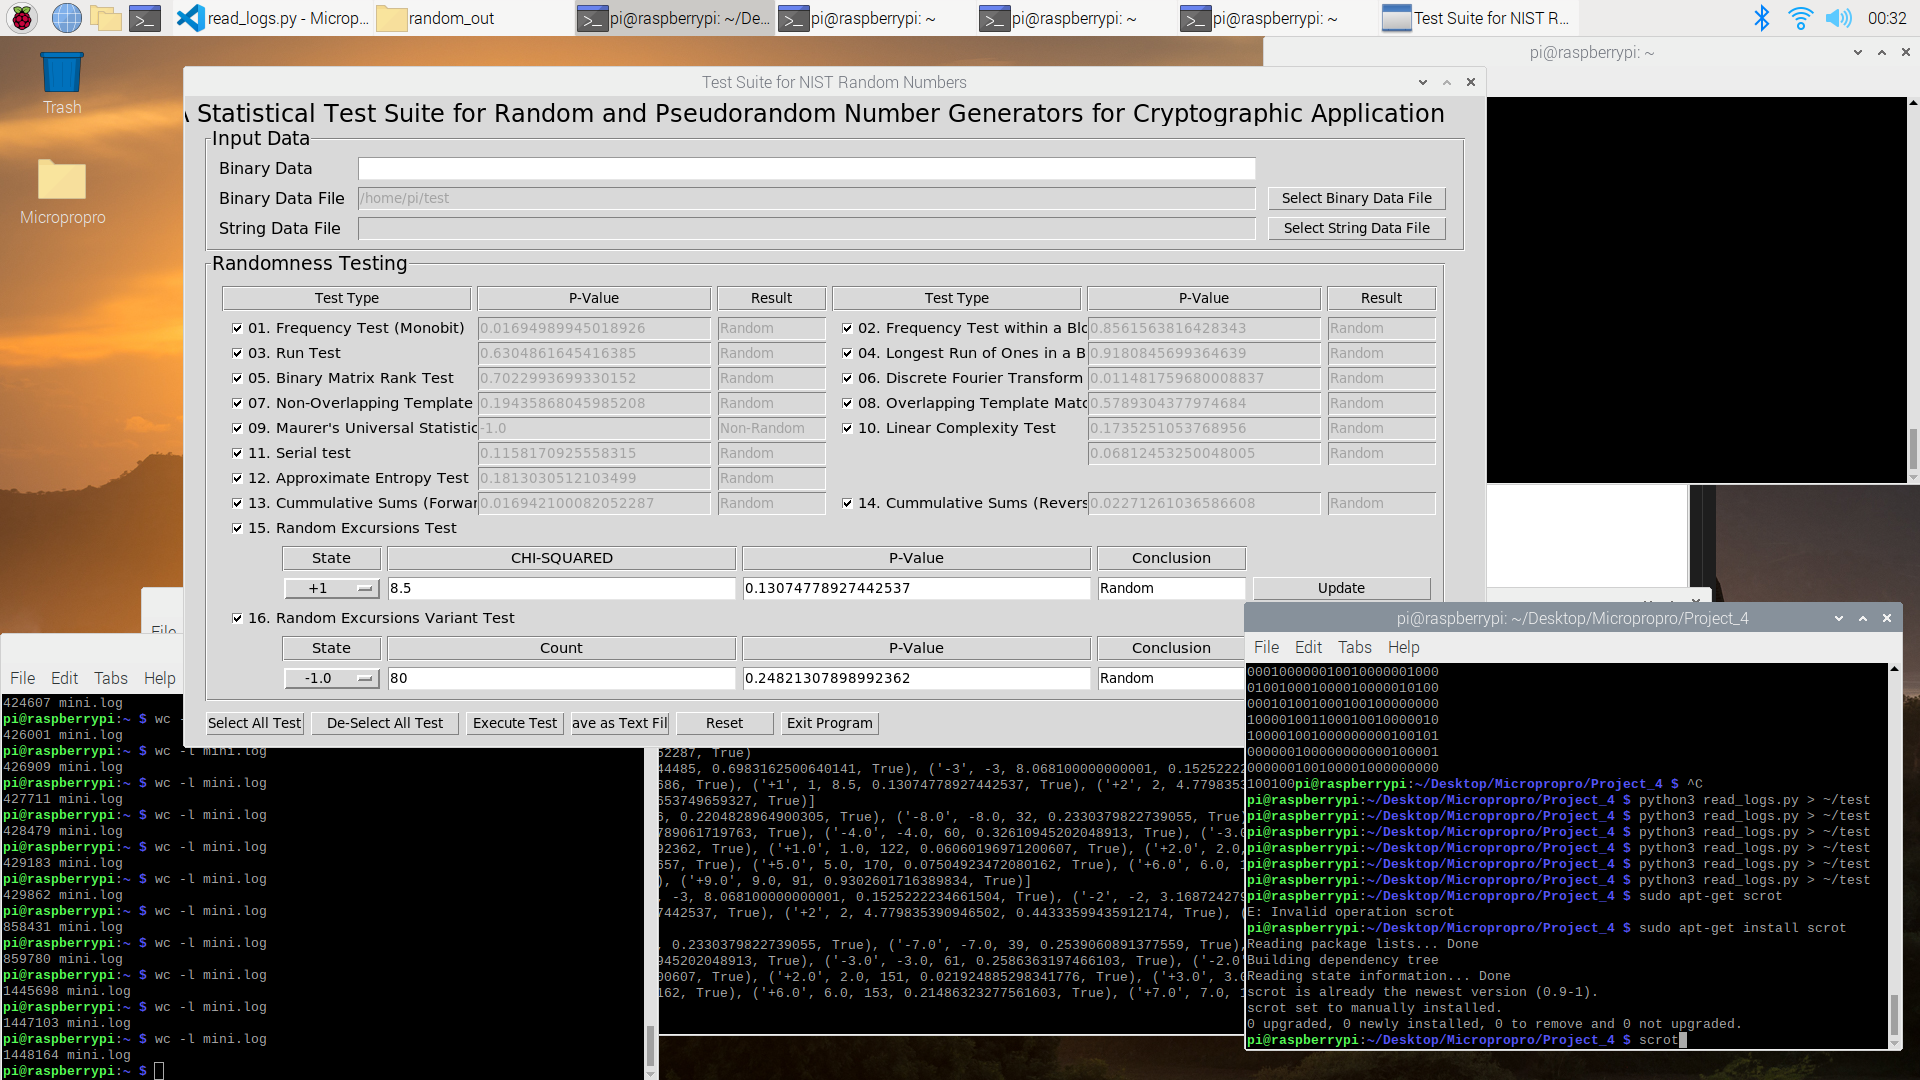 read_logs.py - Microp...
random_out
pi@raspberrypi: ~/De...
pi@raspberrypi: ~
pi@raspberrypi: ~
pi@raspberrypi: ~
Test Suite for NIST R...
00:32
Trash
Micropropro
pi@raspberrypi: ~
Test Suite for NIST Random Numbers
A Statistical Test Suite for Random and Pseudorandom Number Generators for Cryptographic Application
Input Data
Binary Data
Binary Data File /home/pi/test Select Binary Data File
String Data File Select String Data File
Randomness Testing
Test Type P-Value Result Test Type P-Value Result
01. Frequency Test (Monobit) 0.01694989945018926 Random 02. Frequency Test within a Blo 0.8561563816428343 Random
03. Run Test 0.6304861645416385 Random 04. Longest Run of Ones in a B 0.9180845699364639 Random
05. Binary Matrix Rank Test 0.7022993699330152 Random 06. Discrete Fourier Transform 0.011481759680008837 Random
07. Non-Overlapping Template 0.19435868045985208 Random 08. Overlapping Template Matc 0.5789304377974684 Random
09. Maurer's Universal Statistic -1.0 Non-Random 10. Linear Complexity Test 0.1735251053768956 Random
11. Serial test 0.1158170925558315 Random 0.06812453250048005 Random
12. Approximate Entropy Test 0.1813030512103499 Random
13. Cummulative Sums (Forwar 0.016942100082052287 Random 14. Cummulative Sums (Revers 0.02271261036586608 Random
15. Random Excursions Test
State CHI-SQUARED P-Value Conclusion
+1 8.5 0.13074778927442537 Random Update
16. Random Excursions Variant Test
State Count P-Value Conclusion
-1.0 80 0.24821307898992362 Random
Select All Test De-Select All Test Execute Test ave as Text Fil Reset Exit Program
File
File Edit Tabs Help
424607 mini.log
pi@raspberrypi:~ $ wc -
426001 mini.log
pi@raspberrypi:~ $ wc -l mini.log
426909 mini.log
pi@raspberrypi:~ $ wc -l mini.log
427711 mini.log
pi@raspberrypi:~ $ wc -l mini.log
428479 mini.log
pi@raspberrypi:~ $ wc -l mini.log
429183 mini.log
pi@raspberrypi:~ $ wc -l mini.log
429862 mini.log
pi@raspberrypi:~ $ wc -l mini.log
858431 mini.log
pi@raspberrypi:~ $ wc -l mini.log
859780 mini.log
pi@raspberrypi:~ $ wc -l mini.log
1445698 mini.log
pi@raspberrypi:~ $ wc -l mini.log
1447103 mini.log
pi@raspberrypi:~ $ wc -l mini.log
1448164 mini.log
pi@raspberrypi:~ $
52287, True)
44485, 0.6983162500640141, True), ('-3', -3, 8.068100000000001, 0.15252222
586, True), ('+1', 1, 8.5, 0.13074778927442537, True), ('+2', 2, 4.7798353
653749659327, True)]
5, 0.2204828964900305, True), ('-8.0', -8.0, 32, 0.2330379822739055, True)
789061719763, True), ('-4.0', -4.0, 60, 0.32610945202048913, True), ('-3.0
92362, True), ('+1.0', 1.0, 122, 0.06060196971200607, True), ('+2.0', 2.0,
657, True), ('+5.0', 5.0, 170, 0.07504923472080162, True), ('+6.0', 6.0, 1
), ('+9.0', 9.0, 91, 0.9302601716389834, True)]
, -3, 8.068100000000001, 0.1525222234661504, True), ('-2', -2, 3.168724279
7442537, True), ('+2', 2, 4.779835390946502, 0.44333599435912174, True), (
, 0.2330379822739055, True), ('-7.0', -7.0, 39, 0.2539060891377559, True),
945202048913, True), ('-3.0', -3.0, 61, 0.2586363197466103, True), ('-2.0'
00607, True), ('+2.0', 2.0, 151, 0.021924885298341776, True), ('+3.0', 3.0
162, True), ('+6.0', 6.0, 153, 0.21486323277561603, True), ('+7.0', 7.0, 1
pi@raspberrypi: ~/Desktop/Micropropro/Project_4
File Edit Tabs Help
000100000010010000001000
010010001000010000010100
000101001000100100000000
100001001100010010000010
100001001000000000100101
000000100000000000100001
000000100100001000000000
100100pi@raspberrypi:~/Desktop/Micropropro/Project_4 $ ^C
pi@raspberrypi:~/Desktop/Micropropro/Project_4 $ python3 read_logs.py > ~/test
pi@raspberrypi:~/Desktop/Micropropro/Project_4 $ python3 read_logs.py > ~/test
pi@raspberrypi:~/Desktop/Micropropro/Project_4 $ python3 read_logs.py > ~/test
pi@raspberrypi:~/Desktop/Micropropro/Project_4 $ python3 read_logs.py > ~/test
pi@raspberrypi:~/Desktop/Micropropro/Project_4 $ python3 read_logs.py > ~/test
pi@raspberrypi:~/Desktop/Micropropro/Project_4 $ python3 read_logs.py > ~/test
pi@raspberrypi:~/Desktop/Micropropro/Project_4 $ sudo apt-get scrot
E: Invalid operation scrot
pi@raspberrypi:~/Desktop/Micropropro/Project_4 $ sudo apt-get install scrot
Reading package lists... Done
Building dependency tree
Reading state information... Done
scrot is already the newest version (0.9-1).
scrot set to manually installed.
0 upgraded, 0 newly installed, 0 to remove and 0 not upgraded.
pi@raspberrypi:~/Desktop/Micropropro/Project_4 $ scrot